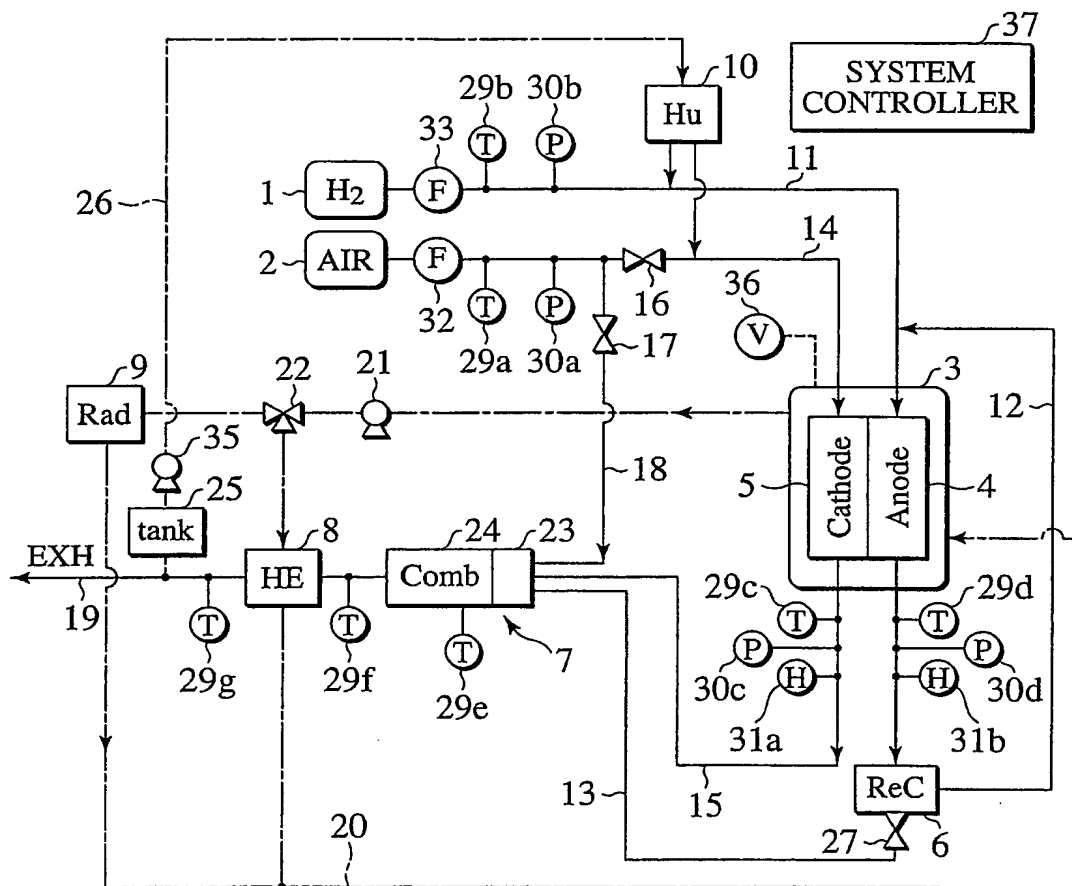 37
SYSTEM
CONTROLLER
10
Hu
29b
30b
33
T
P
11
26
1
H2
F
2
AIR
F
14
16
32
T
P
36
V
17
29a
30a
9
22
21
3
Rad
12
35
18
5
Cathode
Anode
4
25
tank
8
24
23
EXH
HE
Comb
19
29c
29d
T
T
T
T
7
P
P
29g
29f
T
30c
30d
H
H
29e
31a
31b
13
15
ReC
27
6
20